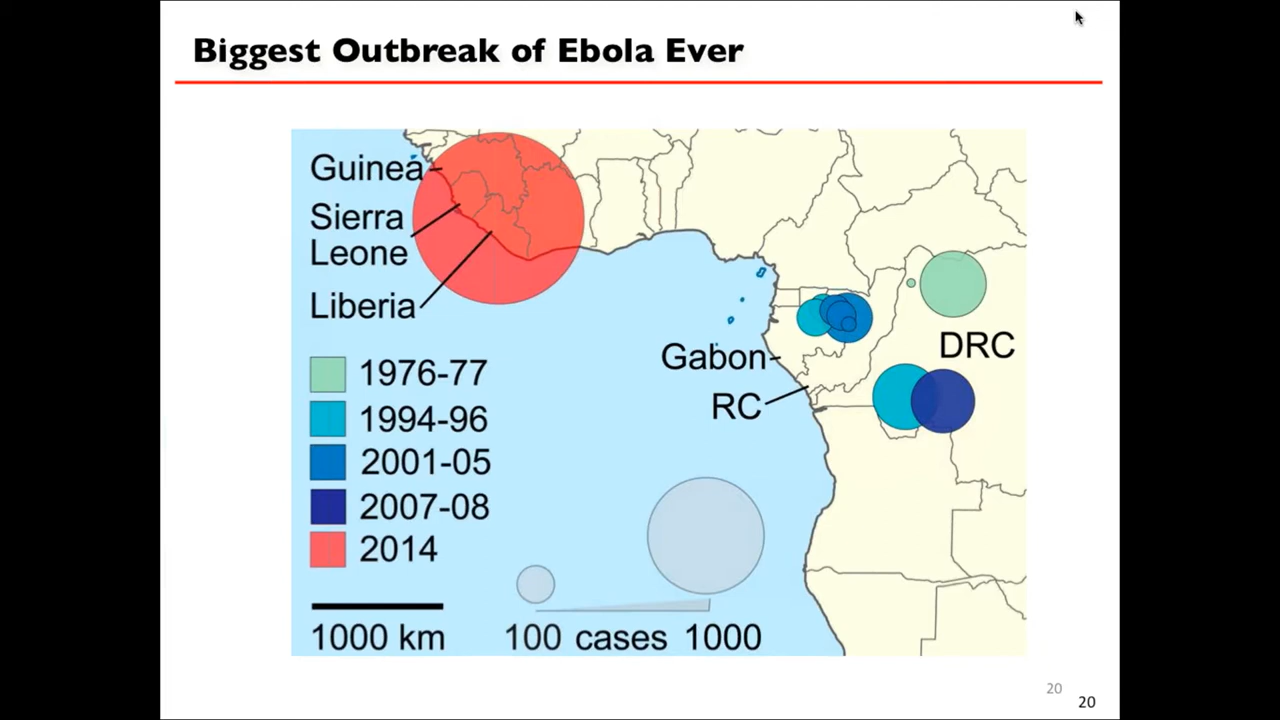 Biggest Outbreak of Ebola Ever
Guinea
Sierra
Leone
Liberia
Gabon
RC
DRC
1976-77
1994-96
2001-05
2007-08
2014
1000 km
100 cases 1000
20
20